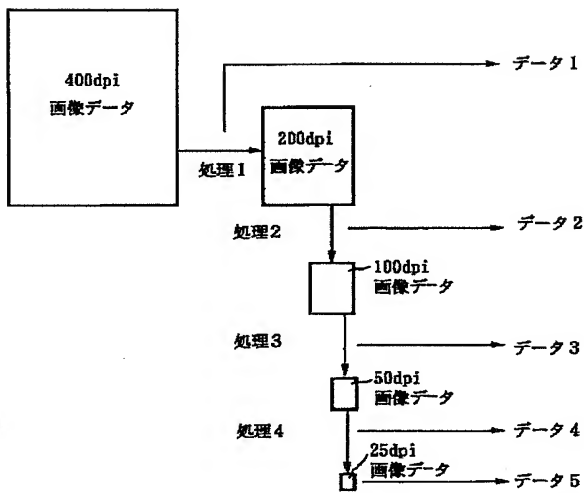 400dpi
画像データ
データ1
200dpi
画像データ
処理1
処理2
データ2
100dpi
画像データ
処理3
データ3
50dpi
画像データ
処理4
データ4
25dpi
画像データ
データ5